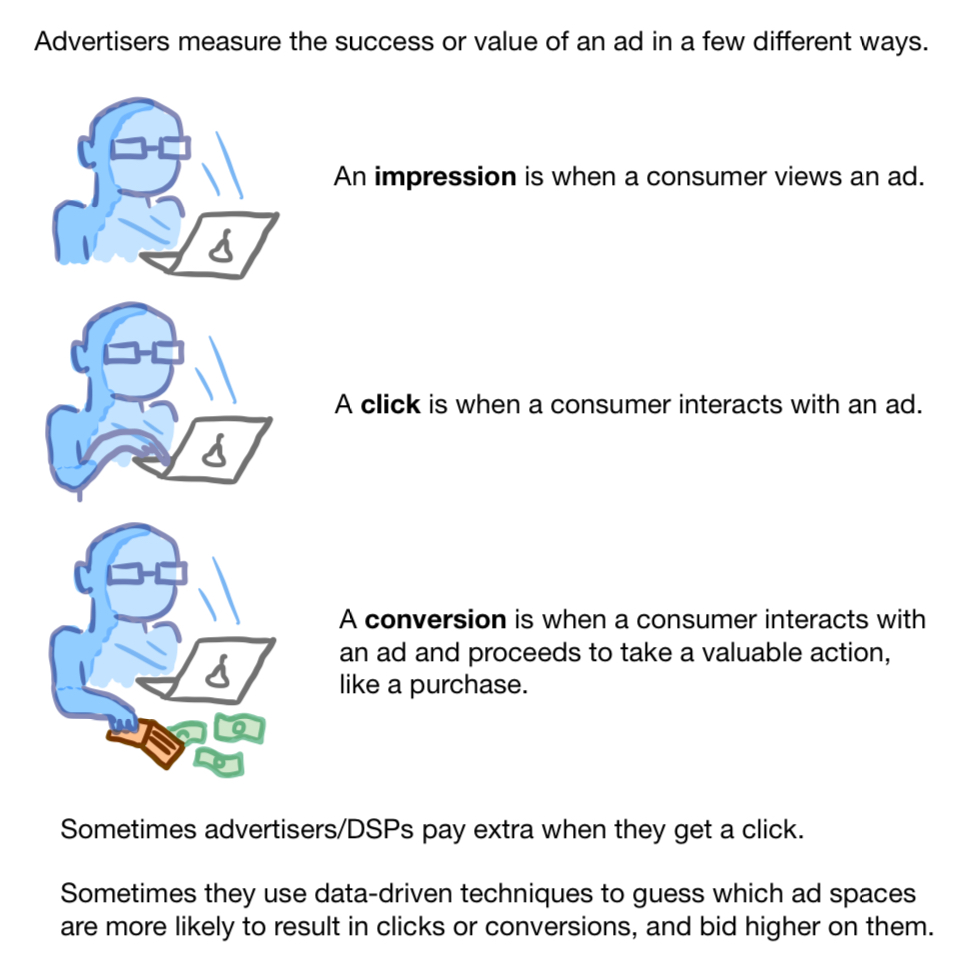 Advertisers measure the success or value of an ad in a few different ways.
An impression is when a consumer views an ad.
A click is when a consumer interacts with an ad.
A conversion is when a consumer interacts with
an ad and proceeds to take a valuable action,
like a purchase.
Sometimes advertisers/DSPs pay extra when they get a click.
Sometimes they use data-driven techniques to guess which ad spaces
are more likely to result in clicks or conversions, and bid higher on them.